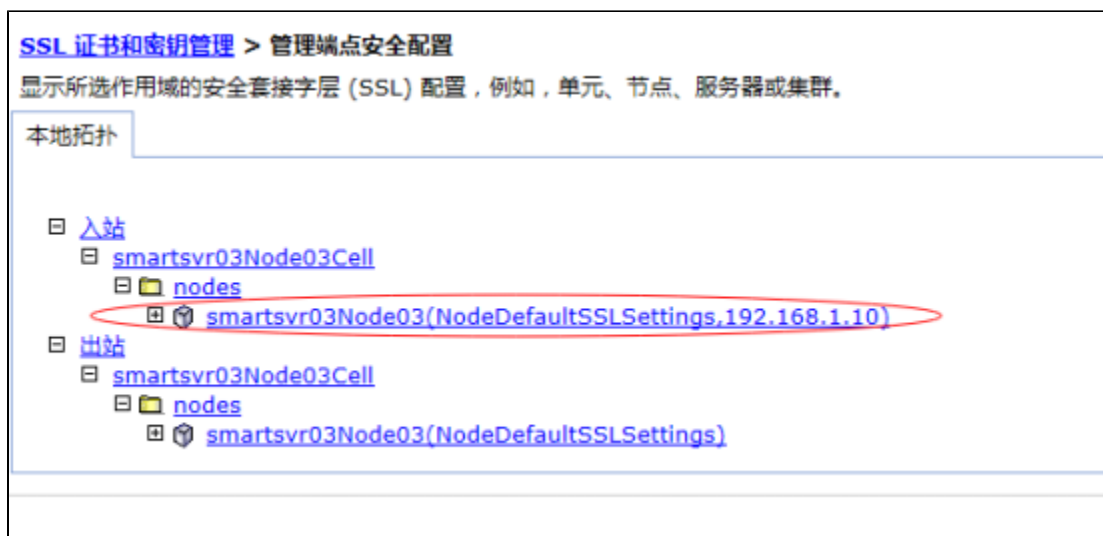 SSL 证书和密钥管理 > 管理端点安全配置
显示所选作用域的安全套接字层 (SSL) 配置，例如，单元、节点、服务器或集群。
本地拓扑
入站
smartsvr03Node03Cell
nodes
smartsvr03Node03(NodeDefaultSSLSettings,192.168.1.10)
出站
smartsvr03Node03Cell
nodes
smartsvr03Node03(NodeDefaultSSLSettings)